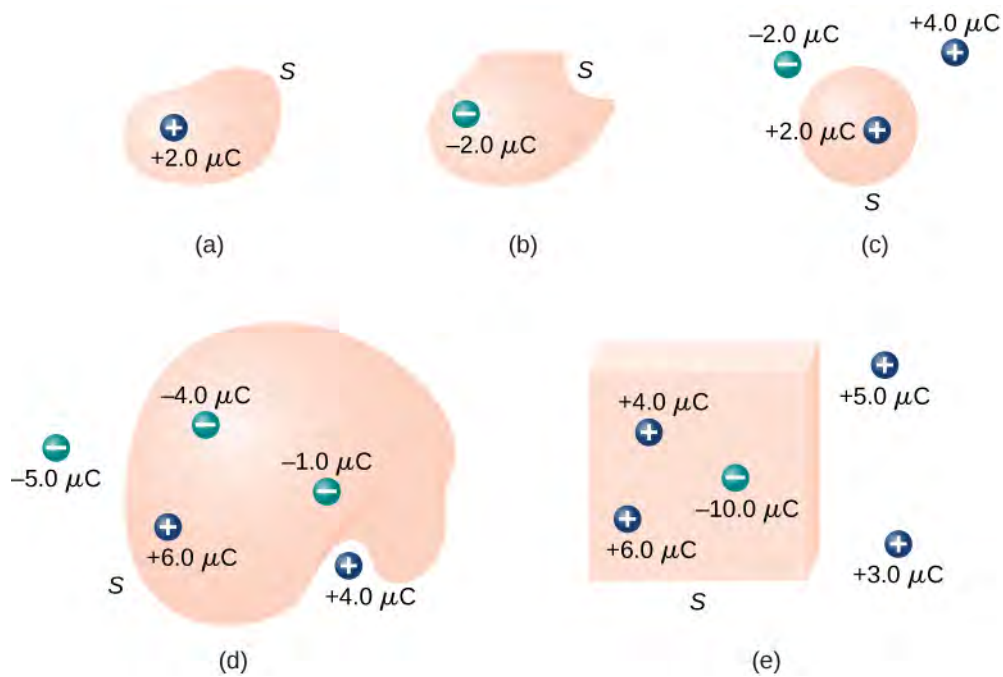 S
+2.0 μC
(a)
S
–2.0 μC
(b)
–2.0 μC
+4.0 μC
+2.0 μC
S
(c)
–4.0 μC
–1.0 μC
–5.0 μC
+6.0 μC
S
+4.0 μC
(d)
+5.0 μC
+4.0 μC
–10.0 μC
+6.0 μC
+3.0 μC
S
(e)